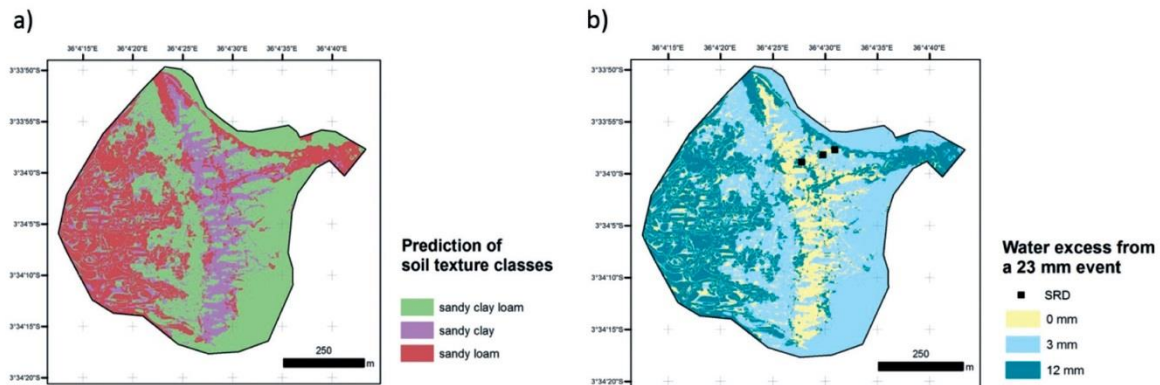 a)
36°4'15"E 36°4'20"E 36°4'25"E 36°4'30"E 36°4'35"E 36°4'40"E
3°33'50"S
3°33'55"S
3°34'0"S
3°34'5"S
3°34'10"S
3°34'15"S
3°34'20"S
Prediction of
soil texture classes
sandy clay loam
sandy clay
sandy loam
250
m
b)
36°4'15"E 36°4'20"E 36°4'25"E 36°4'30"E 36°4'35"E 36°4'40"E
3°33'50"S
3°33'55"S
3°34'0"S
3°34'5"S
3°34'10"S
3°34'15"S
3°34'20"S
Water excess from
a 23 mm event
SRD
0 mm
3 mm
12 mm
250
m